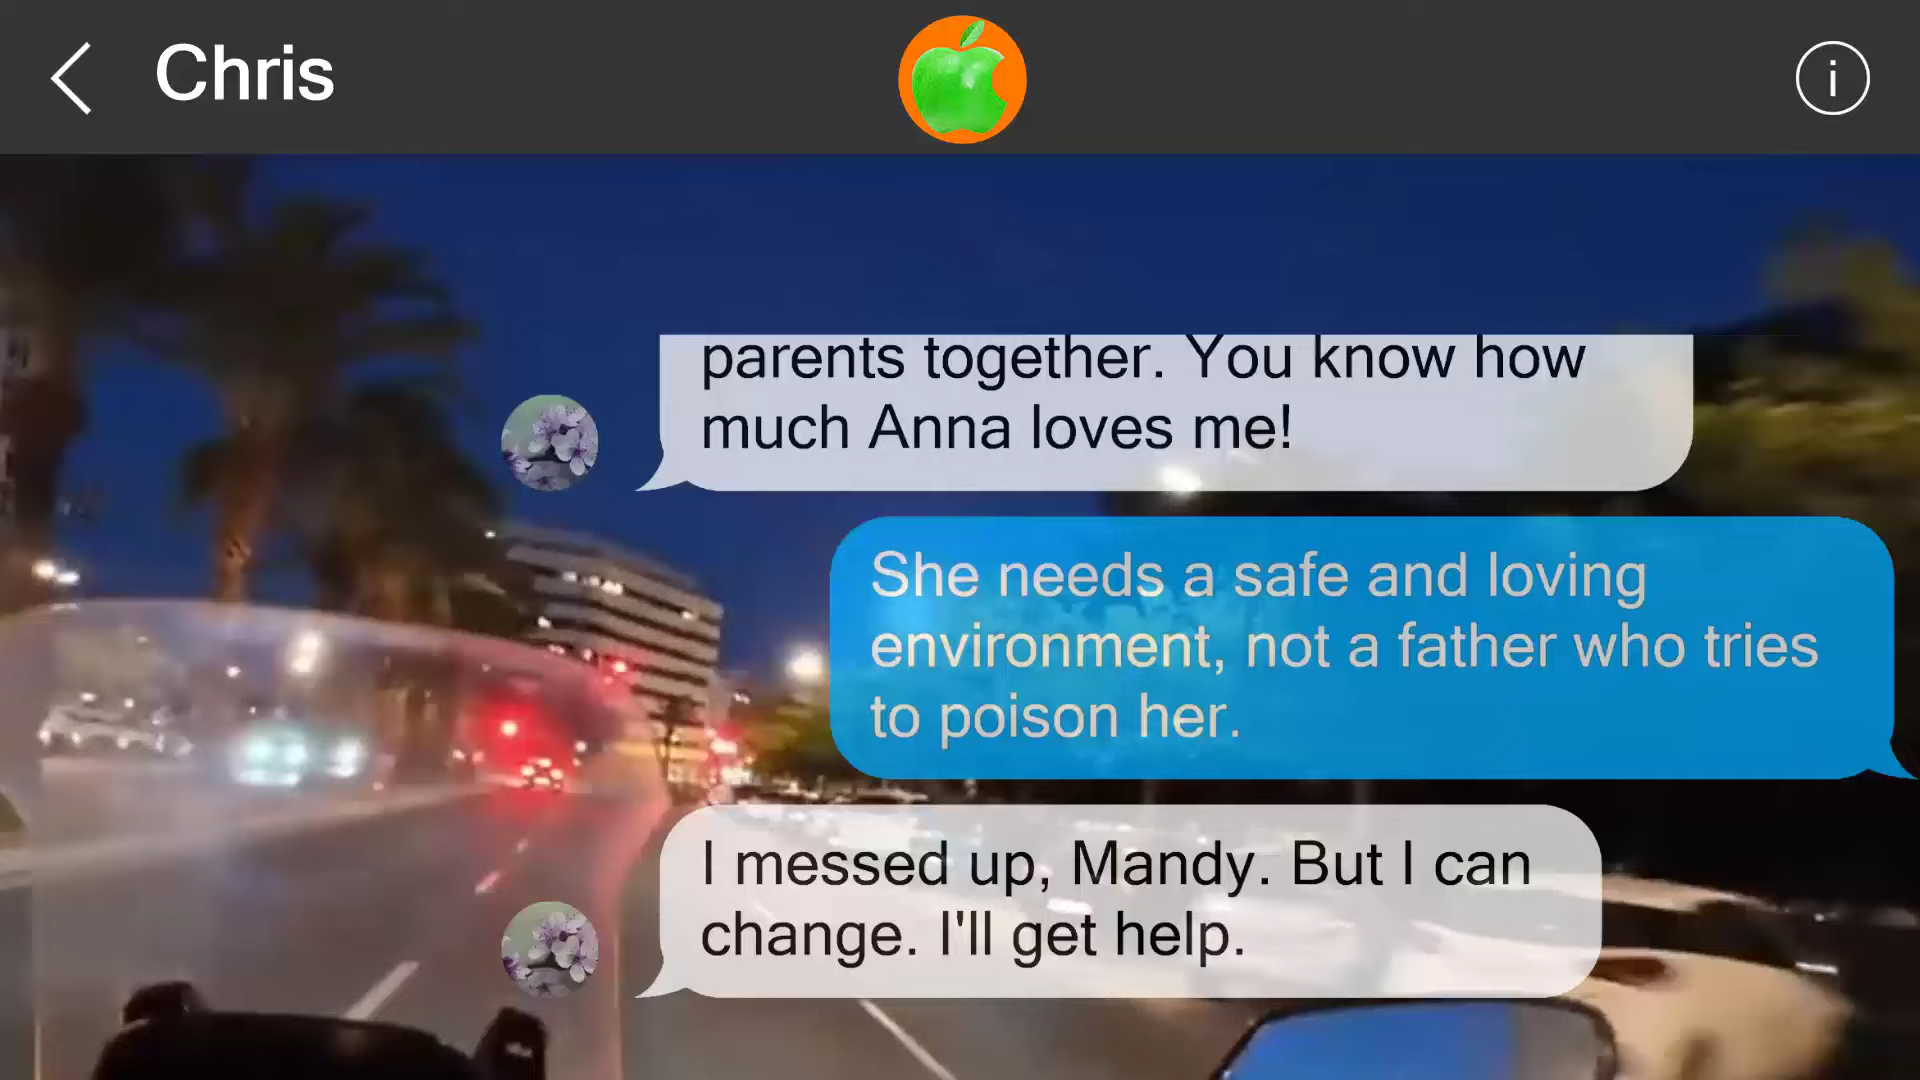 Chris
i
parents together. You know how
much Anna loves me!
She needs a safe and loving
environment, not a father who tries
to poison her.
I messed up, Mandy. But I can
change. I'll get help.